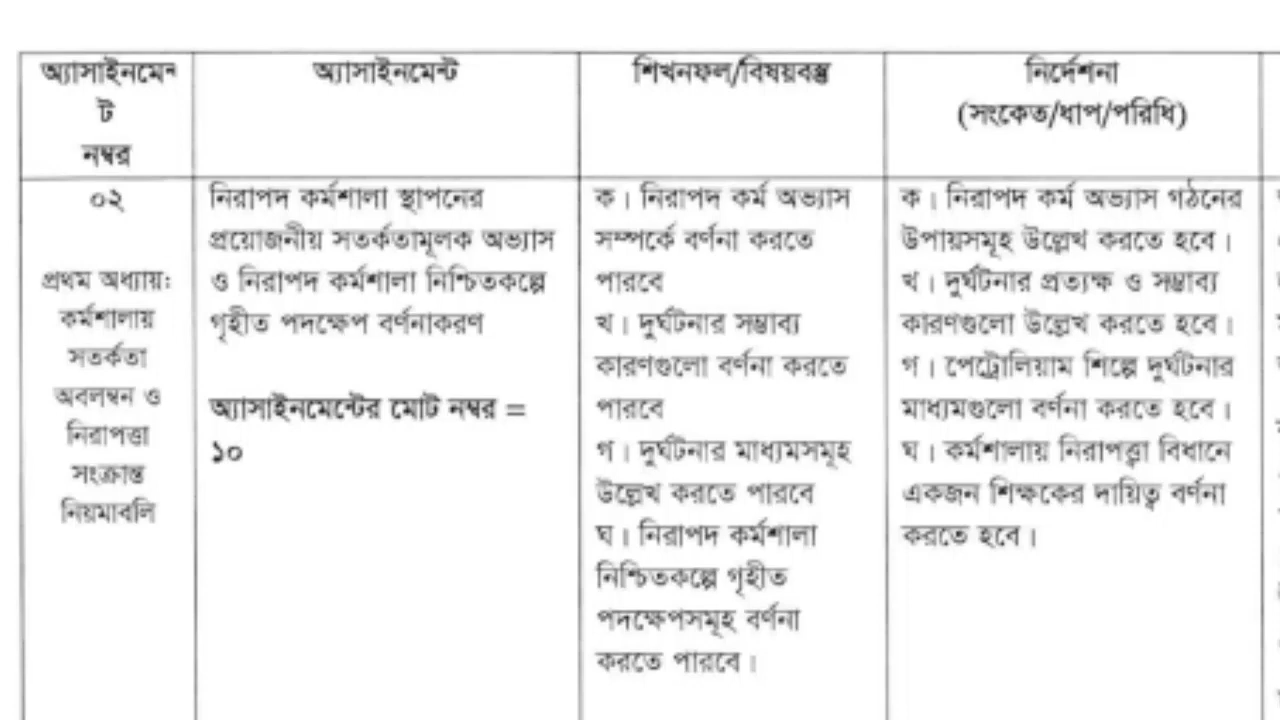 অ্যাসাইনমেন
ট
নম্বর
অ্যাসাইনমেন্ট
শিখনফল/বিষয়বস্তু
নির্দেশনা
(সংকেত/ধাপ/পরিধি)
০২
প্রথম অধ্যায়:
কর্মশালায়
সতর্কতা
অবলম্বন ও
নিরাপত্তা
সংক্রান্ত
নিয়মাবলি
নিরাপদ কর্মশালা স্থাপনের
প্রয়োজনীয় সতর্কতামূলক অভ্যাস
ও নিরাপদ কর্মশালা নিশ্চিতকল্পে
গৃহীত পদক্ষেপ বর্ণনাকরণ
অ্যাসাইনমেন্টের মোট নম্বর =
১০
ক। নিরাপদ কর্ম অভ্যাস
সম্পর্কে বর্ণনা করতে
পারবে
খ। দুর্ঘটনার সম্ভাব্য
কারণগুলো বর্ণনা করতে
পারবে
গ। দুর্ঘটনার মাধ্যমসমূহ
উল্লেখ করতে পারবে
ঘ। নিরাপদ কর্মশালা
নিশ্চিতকল্পে গৃহীত
পদক্ষেপসমূহ বর্ণনা
করতে পারবে।
ক। নিরাপদ কর্ম অভ্যাস গঠনের
উপায়সমূহ উল্লেখ করতে হবে।
খ। দুর্ঘটনার প্রত্যক্ষ ও সম্ভাব্য
কারণগুলো উল্লেখ করতে হবে।
গ। পেট্রোলিয়াম শিল্পে দুর্ঘটনার
মাধ্যমগুলো বর্ণনা করতে হবে।
ঘ। কর্মশালায় নিরাপত্ত্বা বিধানে
একজন শিক্ষকের দায়িত্ব বর্ণনা
করতে হবে।